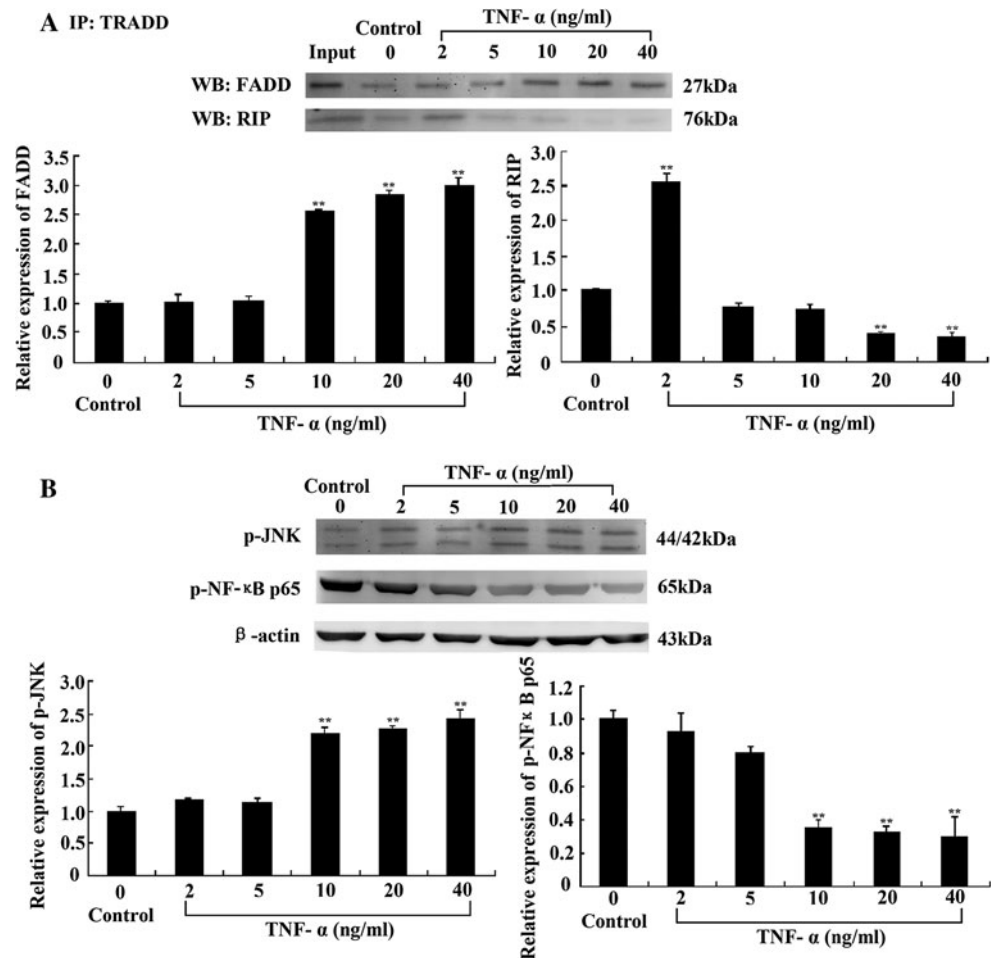 A IP: TRADD
TNF- α (ng/ml)
Control
Input 0 2 5 10 20 40
WB: FADD 27kDa
WB: RIP 76kDa
Relative expression of FADD
3.5
3.0
2.5
2.0
1.5
1.0
0.5
0
** ** **
0 2 5 10 20 40
Control
TNF- α (ng/ml)
Relative expression of RIP
3.0
2.5
2.0
1.5
1.0
0.5
0
** ** **
0 2 5 10 20 40
Control
TNF- α (ng/ml)
B
TNF- α (ng/ml)
Control
0 2 5 10 20 40
p-JNK 44/42kDa
p-NF-κB p65 65kDa
β-actin 43kDa
Relative expression of p-JNK
3.0
2.5
2.0
1.5
1.0
0.5
0
** ** **
0 2 5 10 20 40
Control
TNF- α (ng/ml)
Relative expression of p-NFκB p65
1.2
1.0
0.8
0.6
0.4
0.2
0
** ** **
0 2 5 10 20 40
Control
TNF- α (ng/ml)